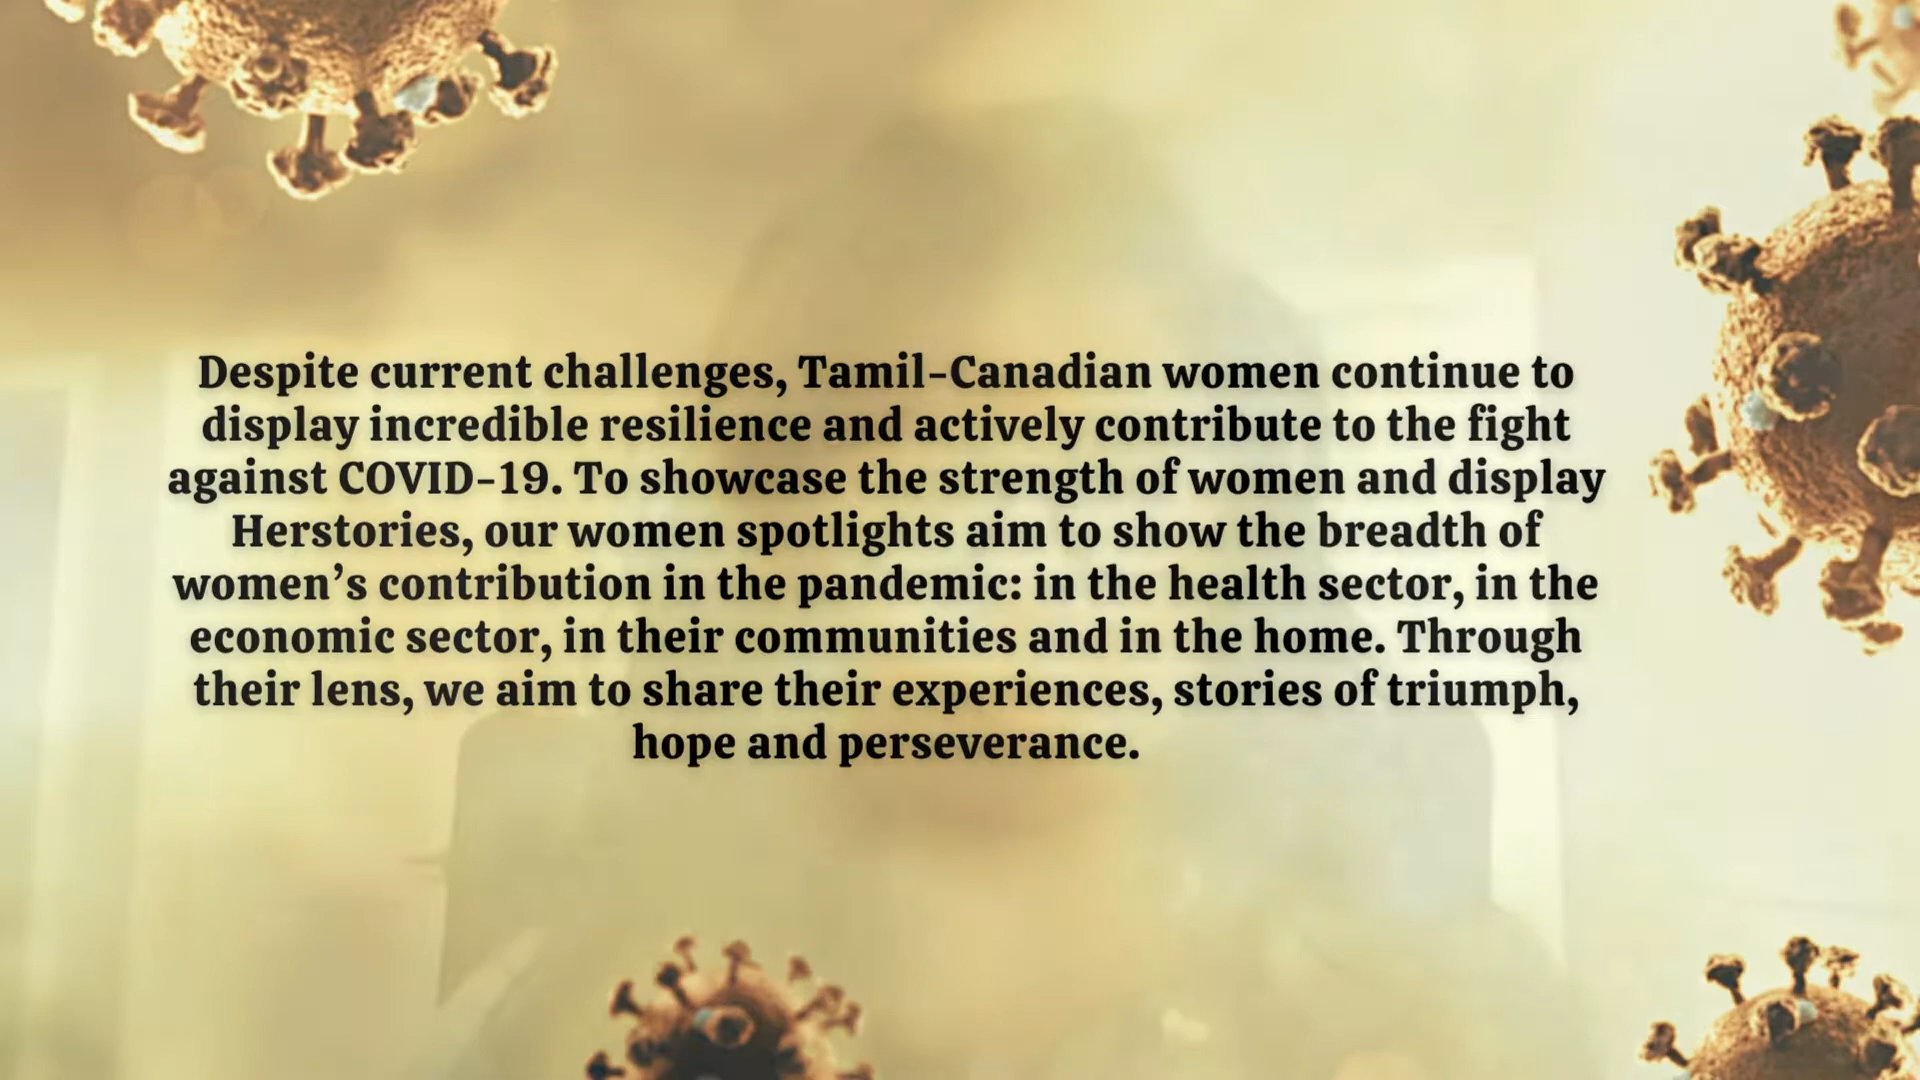 Despite current challenges, Tamil-Canadian women continue to
display incredible resilience and actively contribute to the fight
against COVID-19. To showcase the strength of women and display
Herstories, our women spotlights aim to show the breadth of
women’s contribution in the pandemic: in the health sector, in the
economic sector, in their communities and in the home. Through
their lens, we aim to share their experiences, stories of triumph,
hope and perseverance.